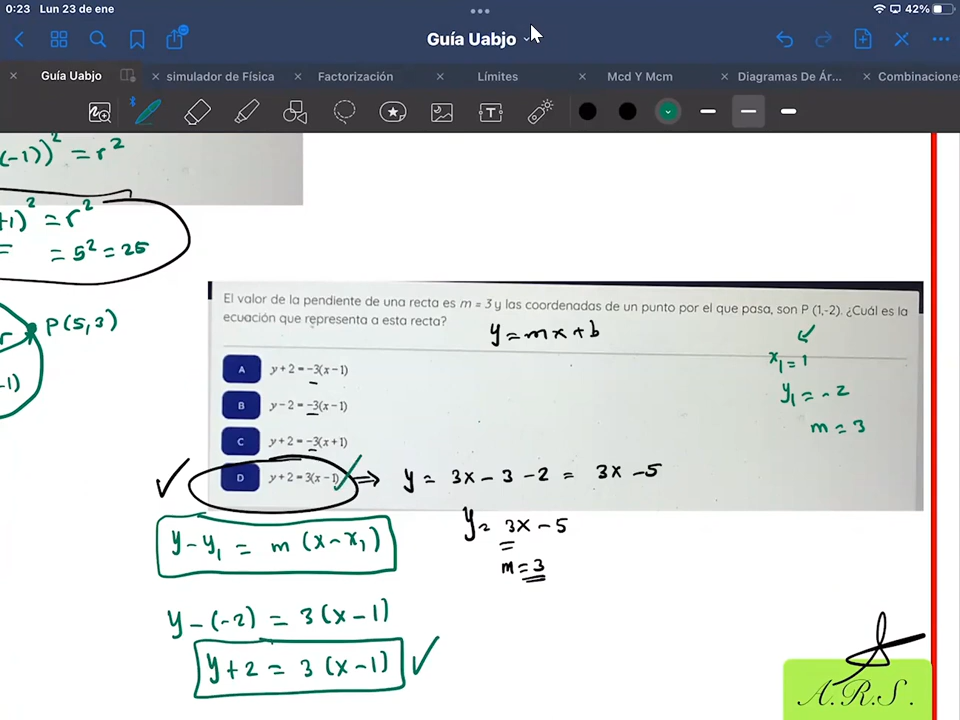 0:23 Lun 23 de ene
42%
Guía Uabjo
Guía Uabjo
simulador de Física
Factorización
Límites
Mcd Y Mcm
Diagramas De Ár...
Combinacione
(-1))² = r²
+1)² = r²
= = 5² = 25
P(5,3)
r
-1)
El valor de la pendiente de una recta es m = 3 y las coordenadas de un punto por el que pasa, son P (1,-2). ¿Cuál es la
ecuación que representa a esta recta?
y = mx + b
x₁ = 1
y₁ = -2
m = 3
A y + 2 = -3(x - 1)
B y - 2 = -3(x - 1)
C y + 2 = -3(x + 1)
D y + 2 = 3(x - 1) ⇒ y = 3x - 3 - 2 = 3x - 5
y = 3x - 5
m = 3
y - y₁ = m (x - x₁)
y - (-2) = 3 (x - 1)
y + 2 = 3 (x - 1)
A.R.S.